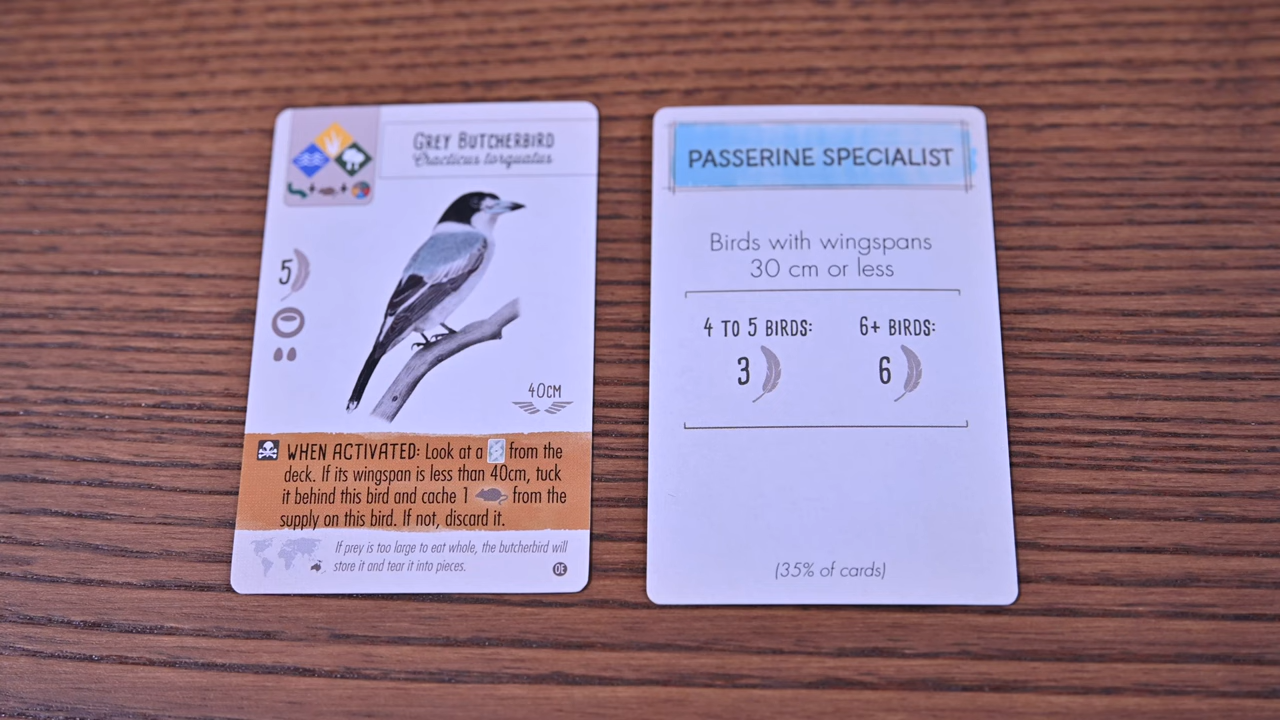 GREY BUTCHERBIRD
Cracticus torquatus
5
40CM
WHEN ACTIVATED: Look at a from the
deck. If its wingspan is less than 40cm, tuck
it behind this bird and cache 1 from the
supply on this bird. If not, discard it.
If prey is too large to eat whole, the butcherbird will
store it and tear it into pieces.
OE
PASSERINE SPECIALIST
Birds with wingspans
30 cm or less
4 TO 5 BIRDS: 6+ BIRDS:
3 6
(35% of cards)